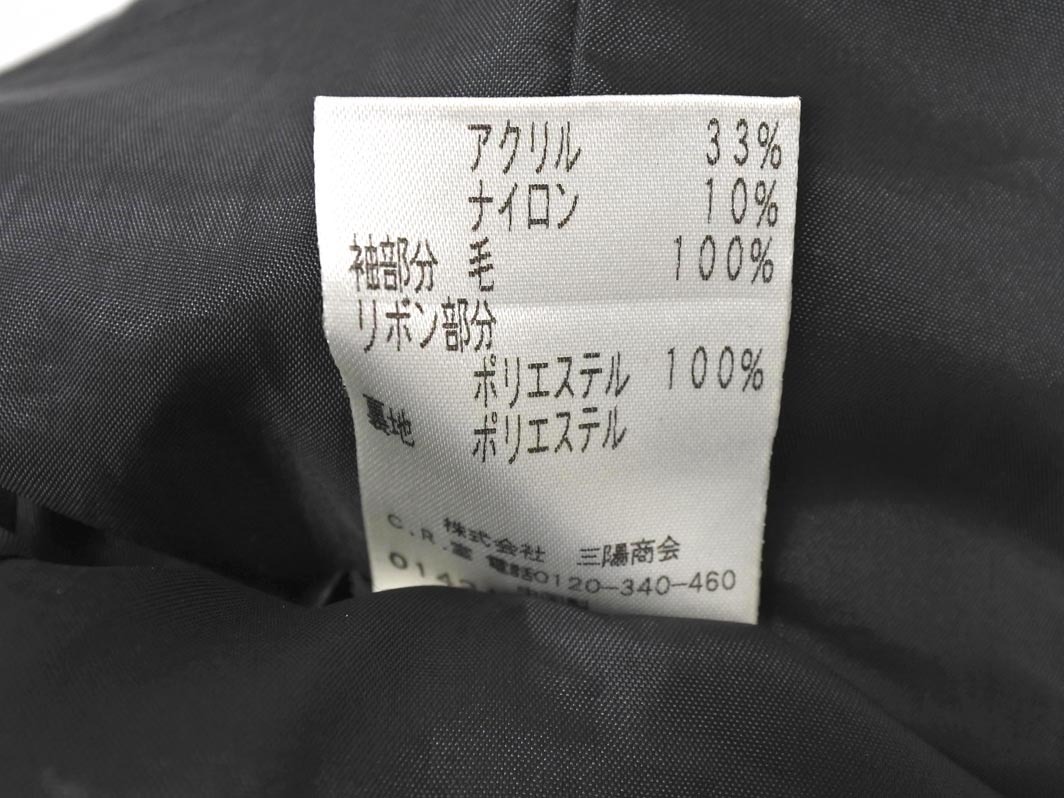 アクリル 33%
ナイロン 10%
袖部分 毛 100%
リボン部分
ポリエステル 100%
裏地 ポリエステル
株式会社 三陽商会
C.R.室 電話0120-340-460